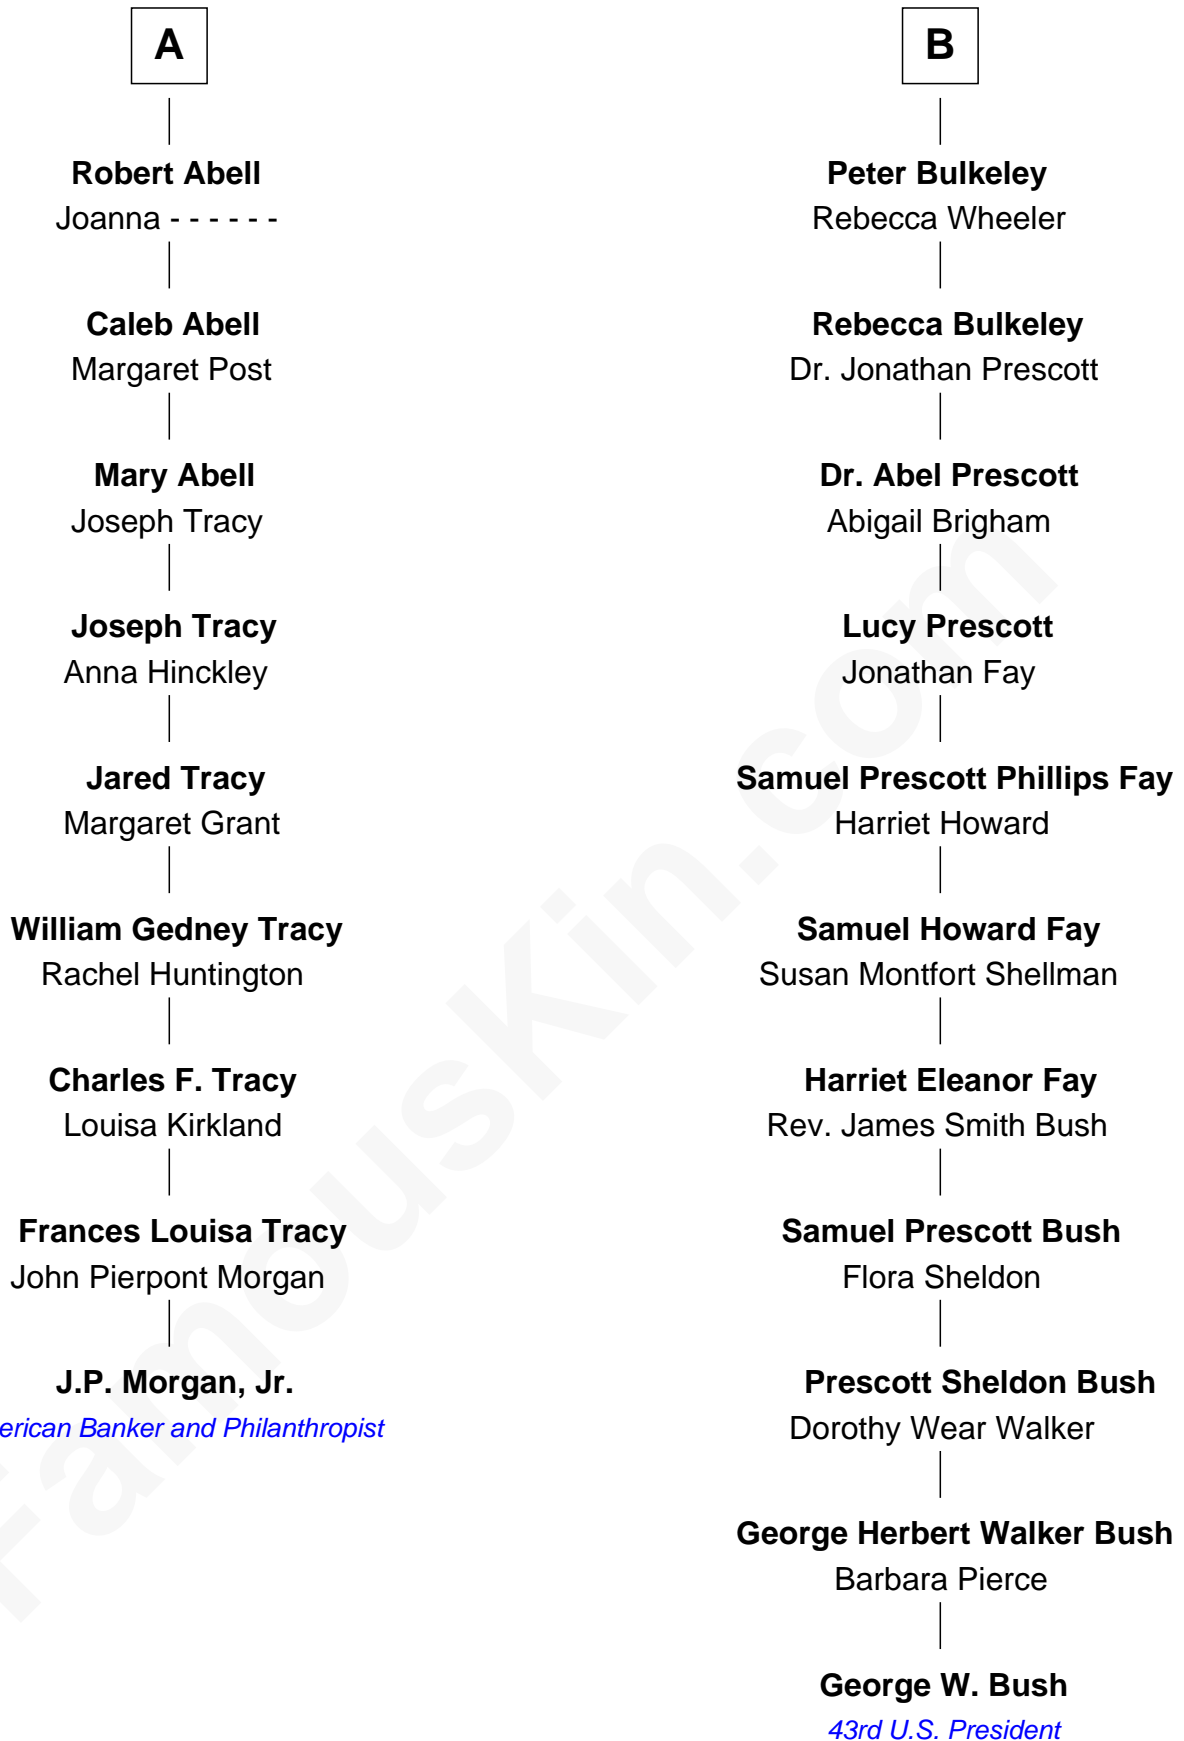 A
Robert Abell
Joanna - - - - - -
Caleb Abell
Margaret Post
Mary Abell
Joseph Tracy
Joseph Tracy
Anna Hinckley
Jared Tracy
Margaret Grant
William Gedney Tracy
Rachel Huntington
Charles F. Tracy
Louisa Kirkland
Frances Louisa Tracy
John Pierpont Morgan
J.P. Morgan, Jr.
erican Banker and Philanthropist
B
Peter Bulkeley
Rebecca Wheeler
Rebecca Bulkeley
Dr. Jonathan Prescott
Dr. Abel Prescott
Abigail Brigham
Lucy Prescott
Jonathan Fay
Samuel Prescott Phillips Fay
Harriet Howard
Samuel Howard Fay
Susan Montfort Shellman
Harriet Eleanor Fay
Rev. James Smith Bush
Samuel Prescott Bush
Flora Sheldon
Prescott Sheldon Bush
Dorothy Wear Walker
George Herbert Walker Bush
Barbara Pierce
George W. Bush
43rd U.S. President
FamousKin.com